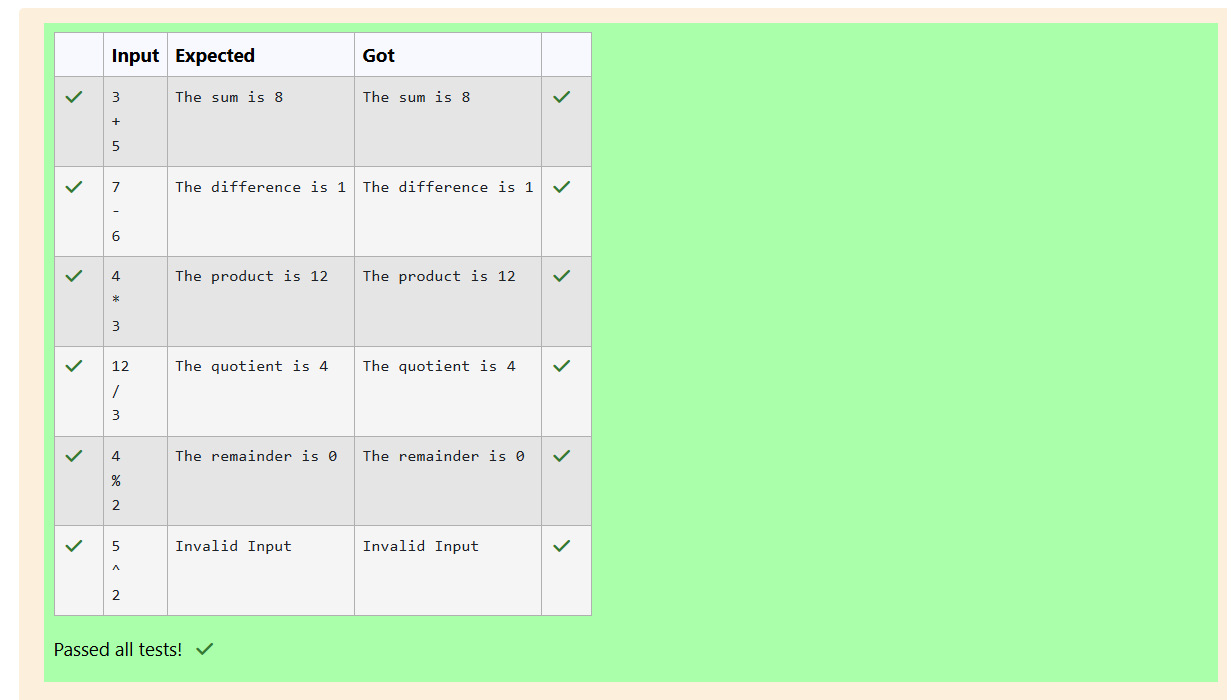 Input Expected Got
3 The sum is 8 The sum is 8
+
5
7 The difference is 1 The difference is 1
-
6
4 The product is 12 The product is 12
*
3
12 The quotient is 4 The quotient is 4
/
3
4 The remainder is 0 The remainder is 0
%
2
5 Invalid Input Invalid Input
^
2
Passed all tests!